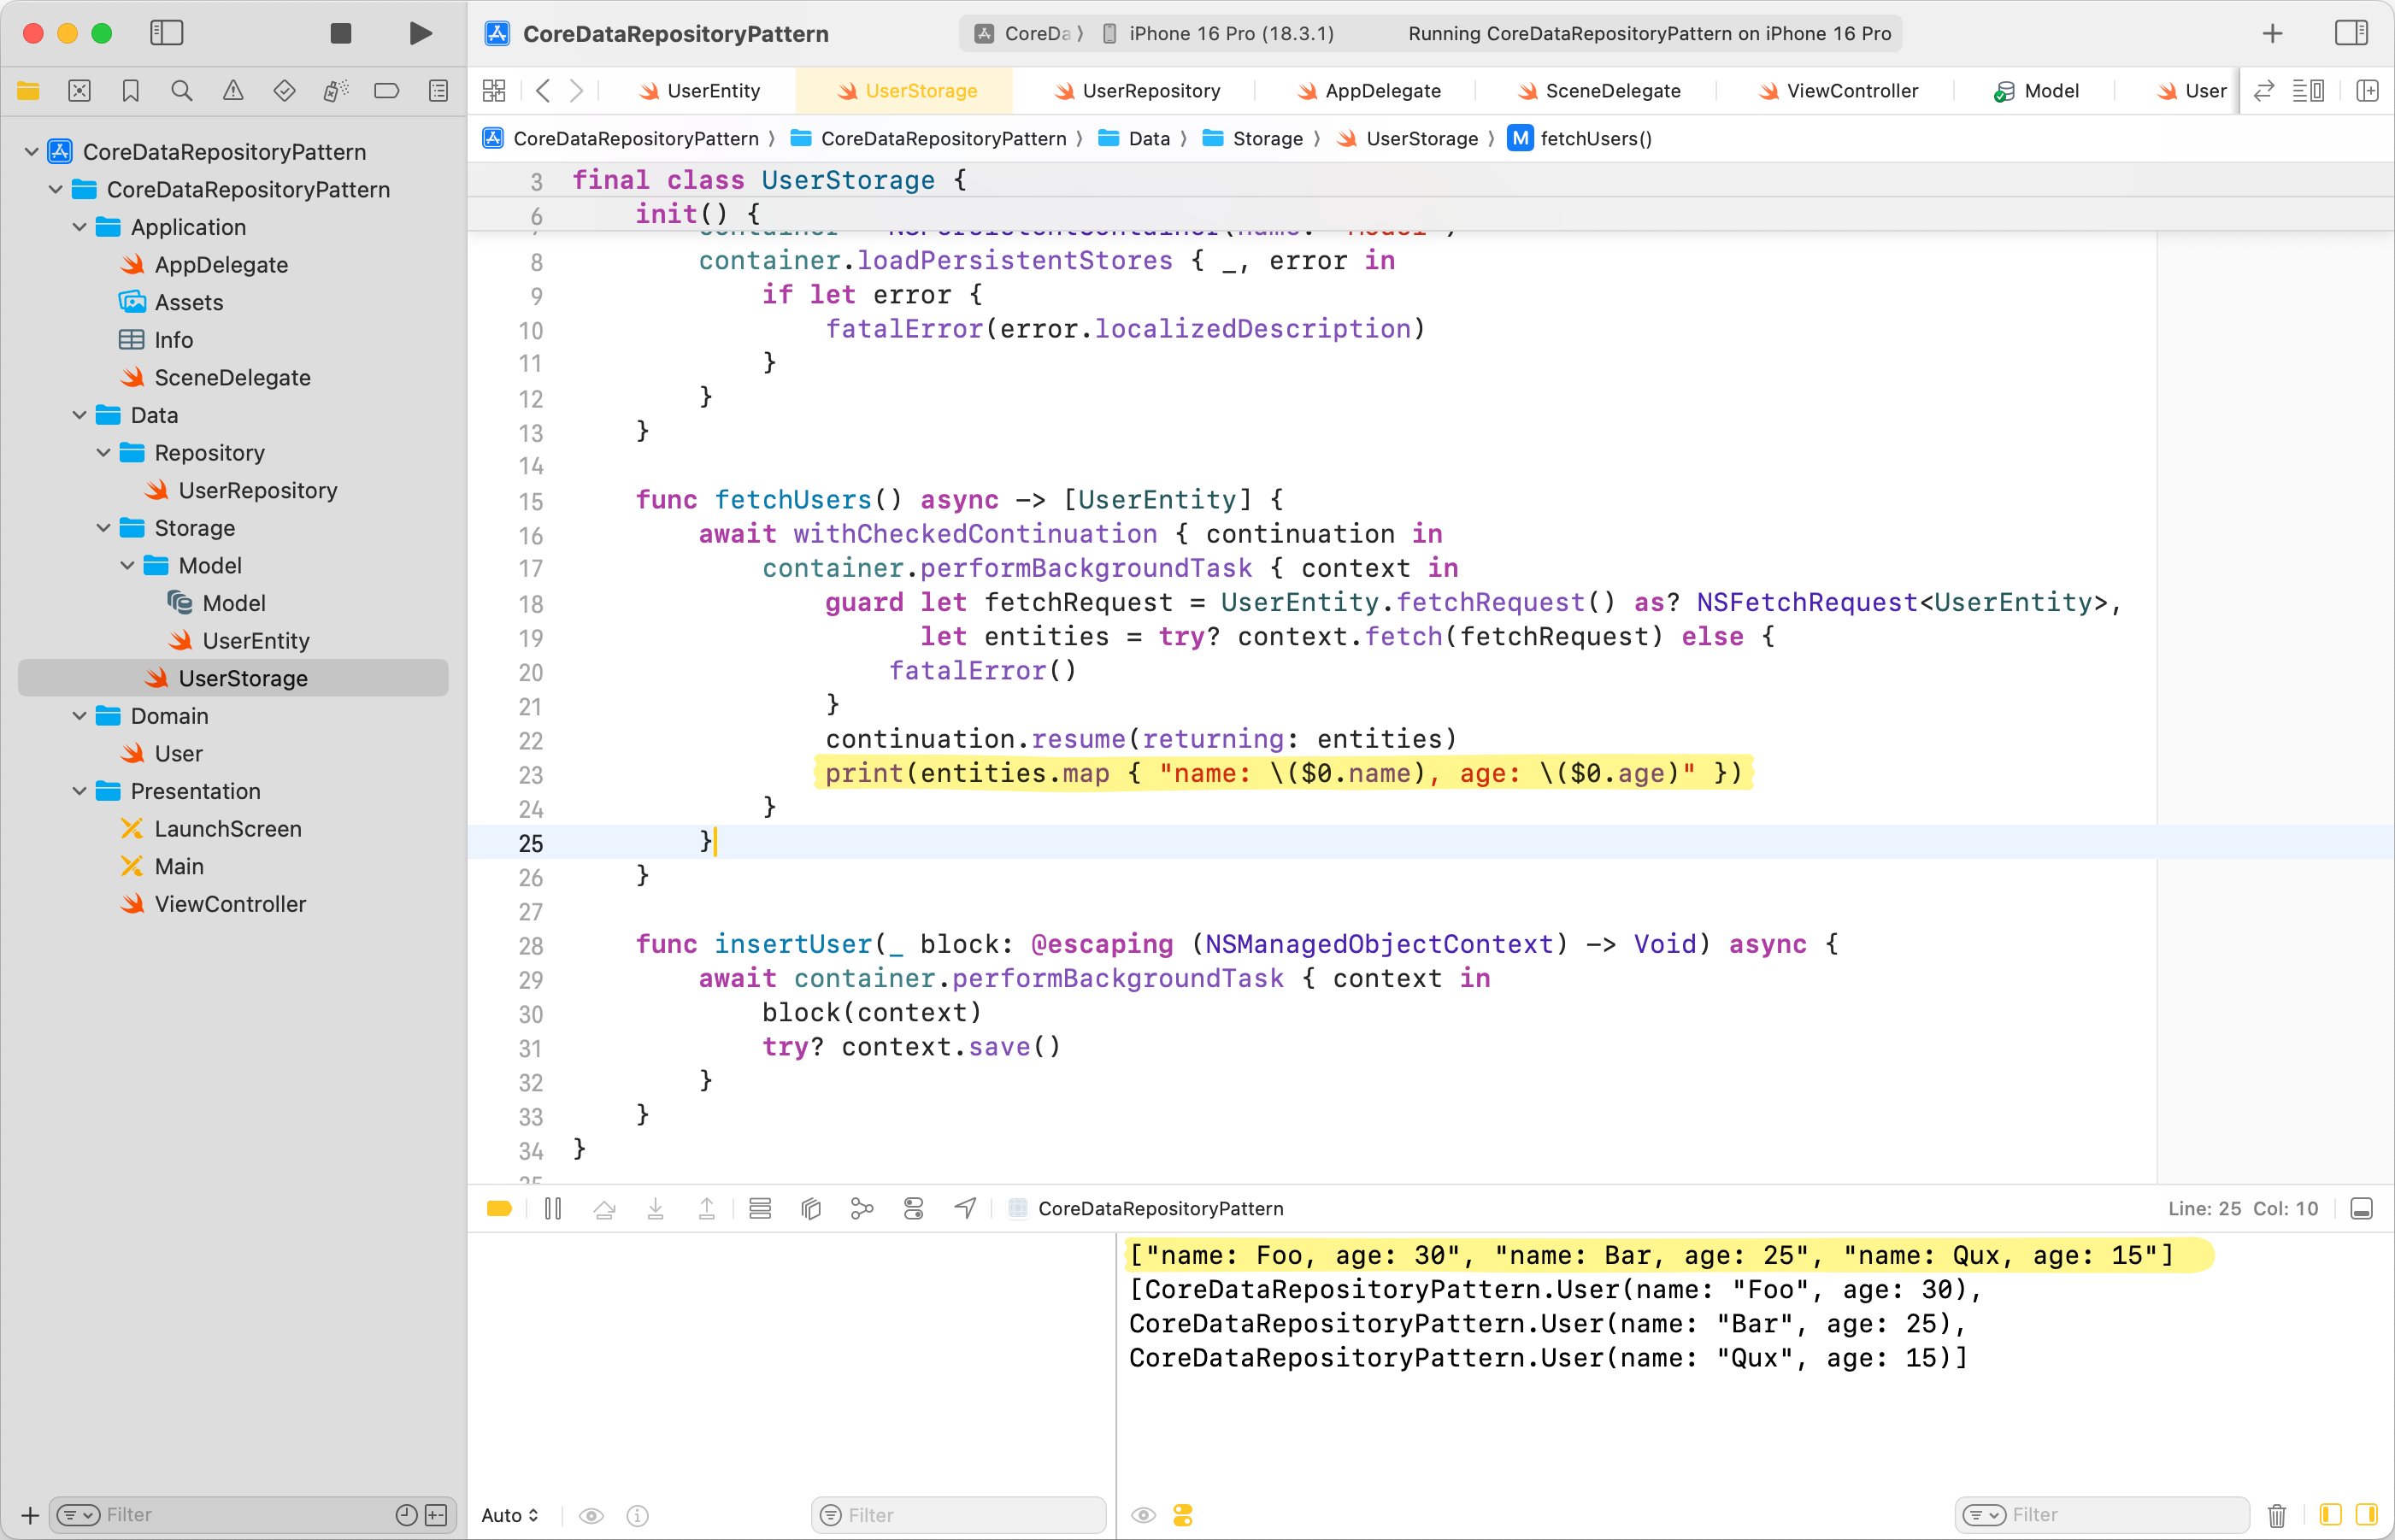 CoreDataRepositoryPattern
CoreDa
iPhone 16 Pro (18.3.1)
Running CoreDataRepositoryPattern on iPhone 16 Pro
UserEntity
UserStorage
UserRepository
AppDelegate
SceneDelegate
ViewController
Model
User
CoreDataRepositoryPattern
CoreDataRepositoryPattern
Data
Storage
UserStorage
M fetchUsers()
CoreDataRepositoryPattern
CoreDataRepositoryPattern
Application
AppDelegate
Assets
Info
SceneDelegate
Data
Repository
UserRepository
Storage
Model
Model
UserEntity
UserStorage
Domain
User
Presentation
LaunchScreen
Main
ViewController
Filter
3 final class UserStorage {
6 init() {
8 container.loadPersistentStores { _, error in
9 if let error {
10 fatalError(error.localizedDescription)
11 }
12 }
13 }
14
15 func fetchUsers() async -> [UserEntity] {
16 await withCheckedContinuation { continuation in
17 container.performBackgroundTask { context in
18 guard let fetchRequest = UserEntity.fetchRequest() as? NSFetchRequest<UserEntity>,
19 let entities = try? context.fetch(fetchRequest) else {
20 fatalError()
21 }
22 continuation.resume(returning: entities)
23 print(entities.map { "name: \($0.name), age: \($0.age)" })
24 }
25 }
26 }
27
28 func insertUser(_ block: @escaping (NSManagedObjectContext) -> Void) async {
29 await container.performBackgroundTask { context in
30 block(context)
31 try? context.save()
32 }
33 }
34 }
CoreDataRepositoryPattern
Line: 25 Col: 10
["name: Foo, age: 30", "name: Bar, age: 25", "name: Qux, age: 15"]
[CoreDataRepositoryPattern.User(name: "Foo", age: 30),
CoreDataRepositoryPattern.User(name: "Bar", age: 25),
CoreDataRepositoryPattern.User(name: "Qux", age: 15)]
Auto
Filter
Filter